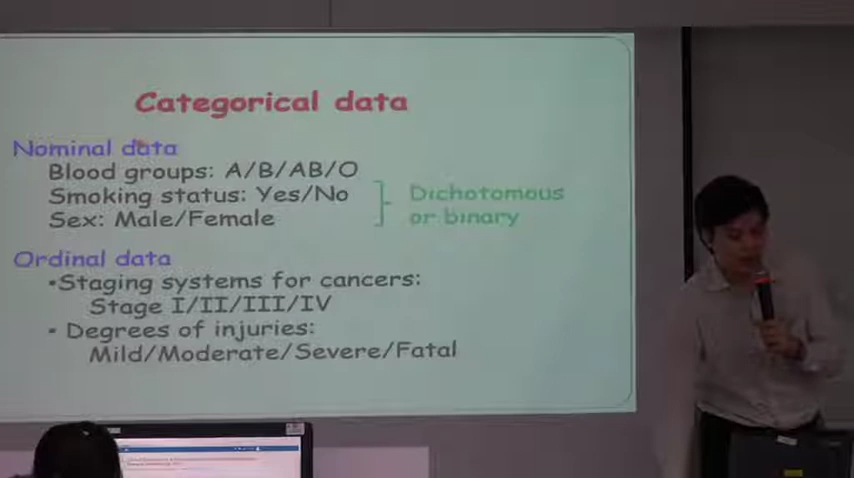 Categorical data
Nominal data
Blood groups: A/B/AB/O
Smoking status: Yes/No
Sex: Male/Female
Dichotomous
or binary
Ordinal data
•Staging systems for cancers:
Stage I/II/III/IV
• Degrees of injuries:
Mild/Moderate/Severe/Fatal